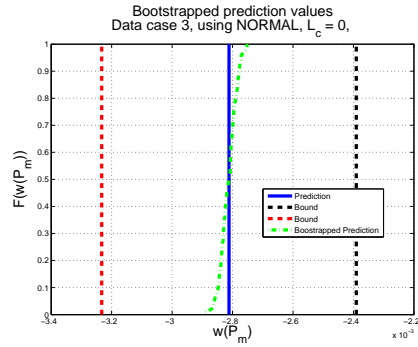 Bootstrapped prediction values
Data case 3, using NORMAL, L_c = 0,
1
0.9
0.8
0.7
0.6
0.5
0.4
0.3
0.2
0.1
0
F(w(P_m))
Prediction
Bound
Bound
Boostrapped Prediction
−3.4
−3.2
−3
−2.8
−2.6
−2.4
−2.2
x 10^−3
w(P_m)